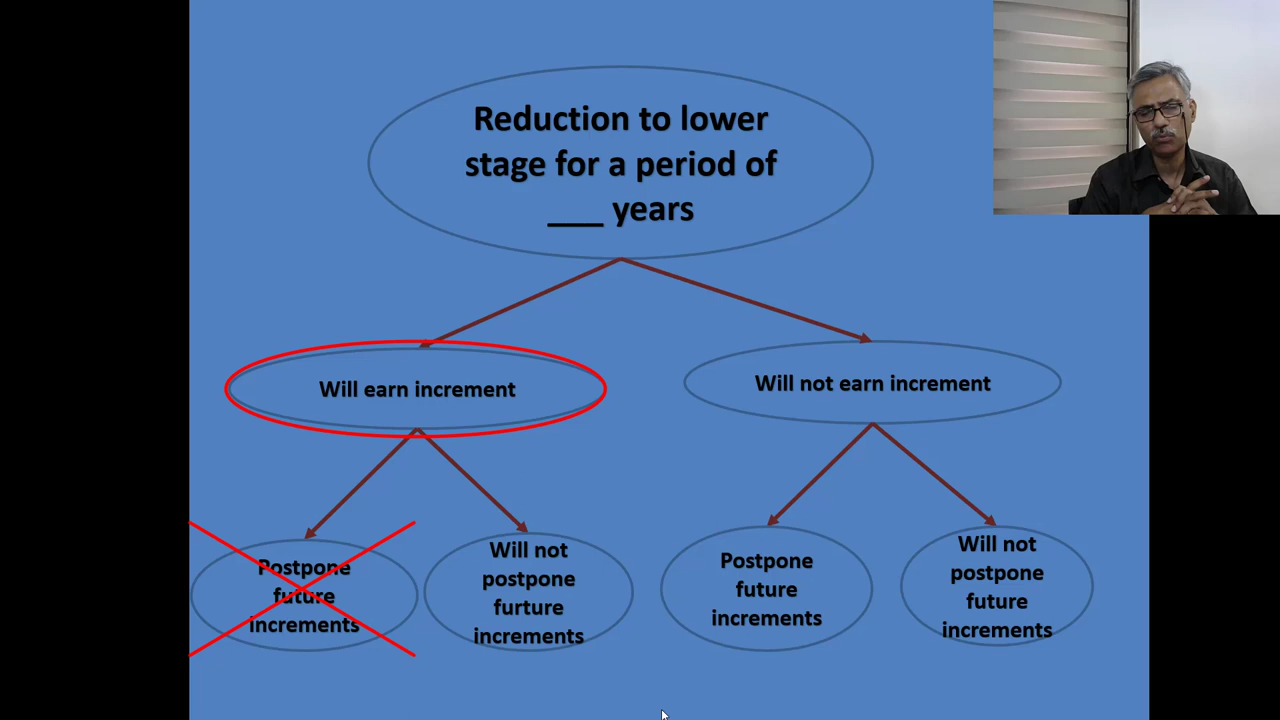 Reduction to lower
stage for a period of
___ years
Will earn increment
Will not earn increment
Postpone
future
increments
Will not
postpone
furture
increments
Postpone
future
increments
Will not
postpone
future
increments